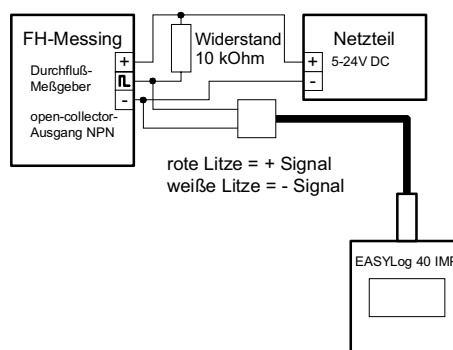 FH-Messing
+
Durchfluß-
Meßgeber
-
open-collector-
Ausgang NPN
Widerstand
10 kOhm
Netzteil
+ 5-24V DC
-
rote Litze = + Signal
weiße Litze = - Signal
EASYLog 40 IMP